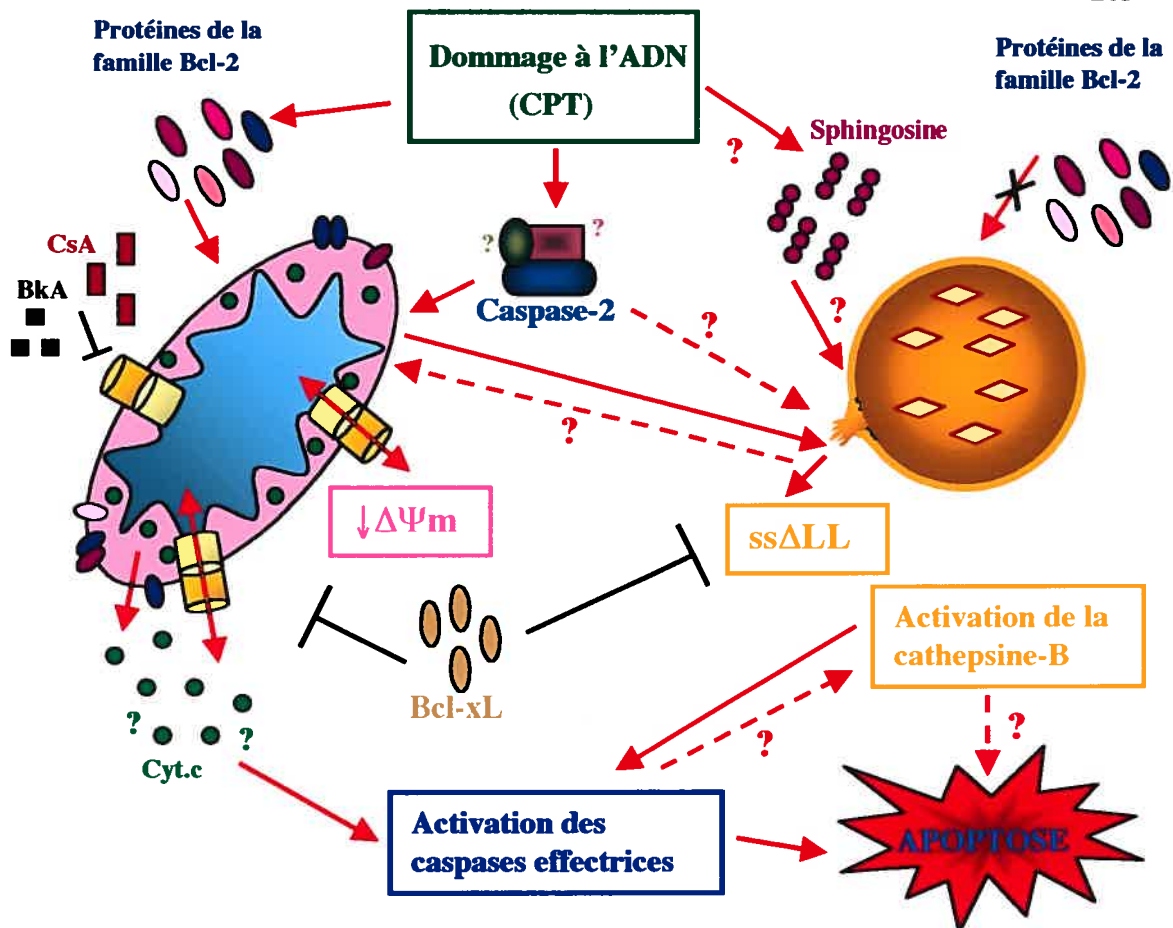 Protéines de la
famille Bcl-2
Dommage à l'ADN
(CPT)
Protéines de la
famille Bcl-2
?
Sphingosine
CsA
BkA
?
?
Caspase-2
?
?
?
↓ΔΨm
ssΔLL
Bcl-xL
Activation de la
cathepsine-B
?
?
Cyt.c
?
?
Activation des
caspases effectrices
APOPTOSE